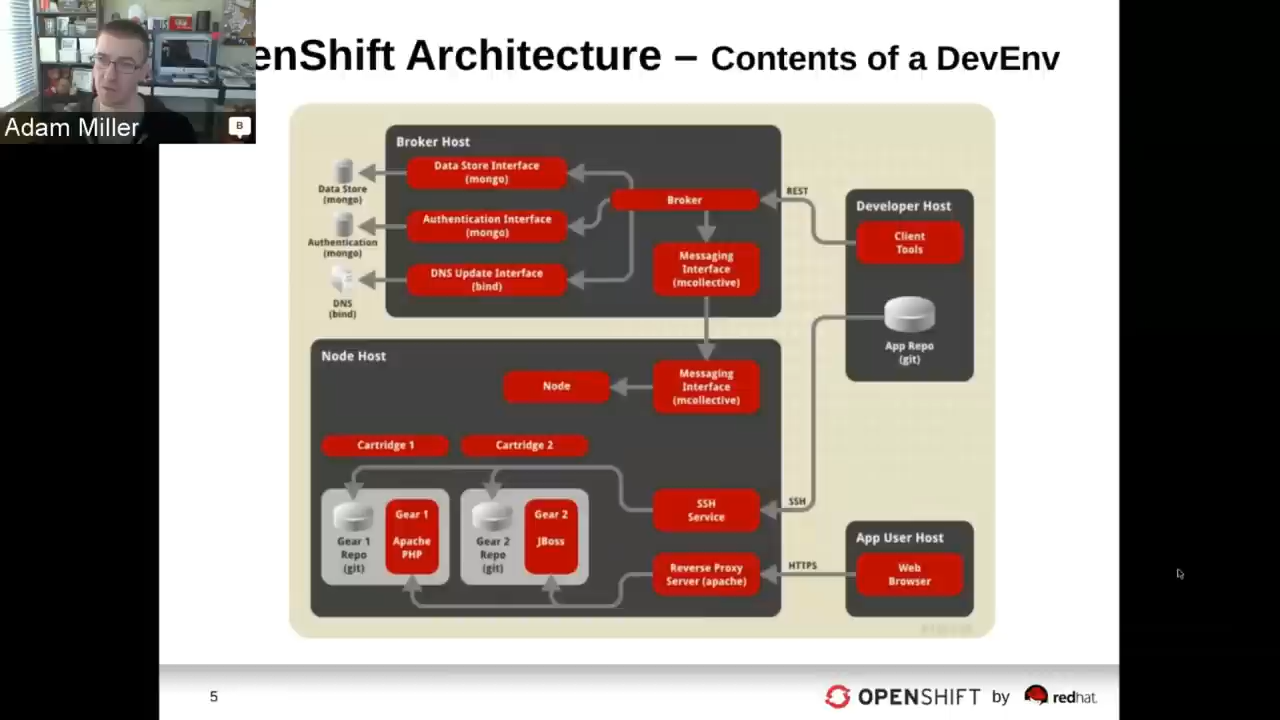 enShift Architecture – Contents of a DevEnv
Adam Miller
B
Broker Host
Data Store Interface
(mongo)
Data Store
(mongo)
Broker
REST
Developer Host
Authentication Interface
(mongo)
Authentication
(mongo)
Client
Tools
Messaging
Interface
(mcollective)
DNS Update Interface
(bind)
DNS
(bind)
App Repo
(git)
Node Host
Messaging
Interface
(mcollective)
Node
Cartridge 1
Cartridge 2
SSH
Service
SSH
Gear 1
Repo
(git)
Gear 1
Apache
PHP
Gear 2
Repo
(git)
Gear 2
JBoss
App User Host
Reverse Proxy
Server (apache)
HTTPS
Web
Browser
5
OPENSHIFT by redhat.